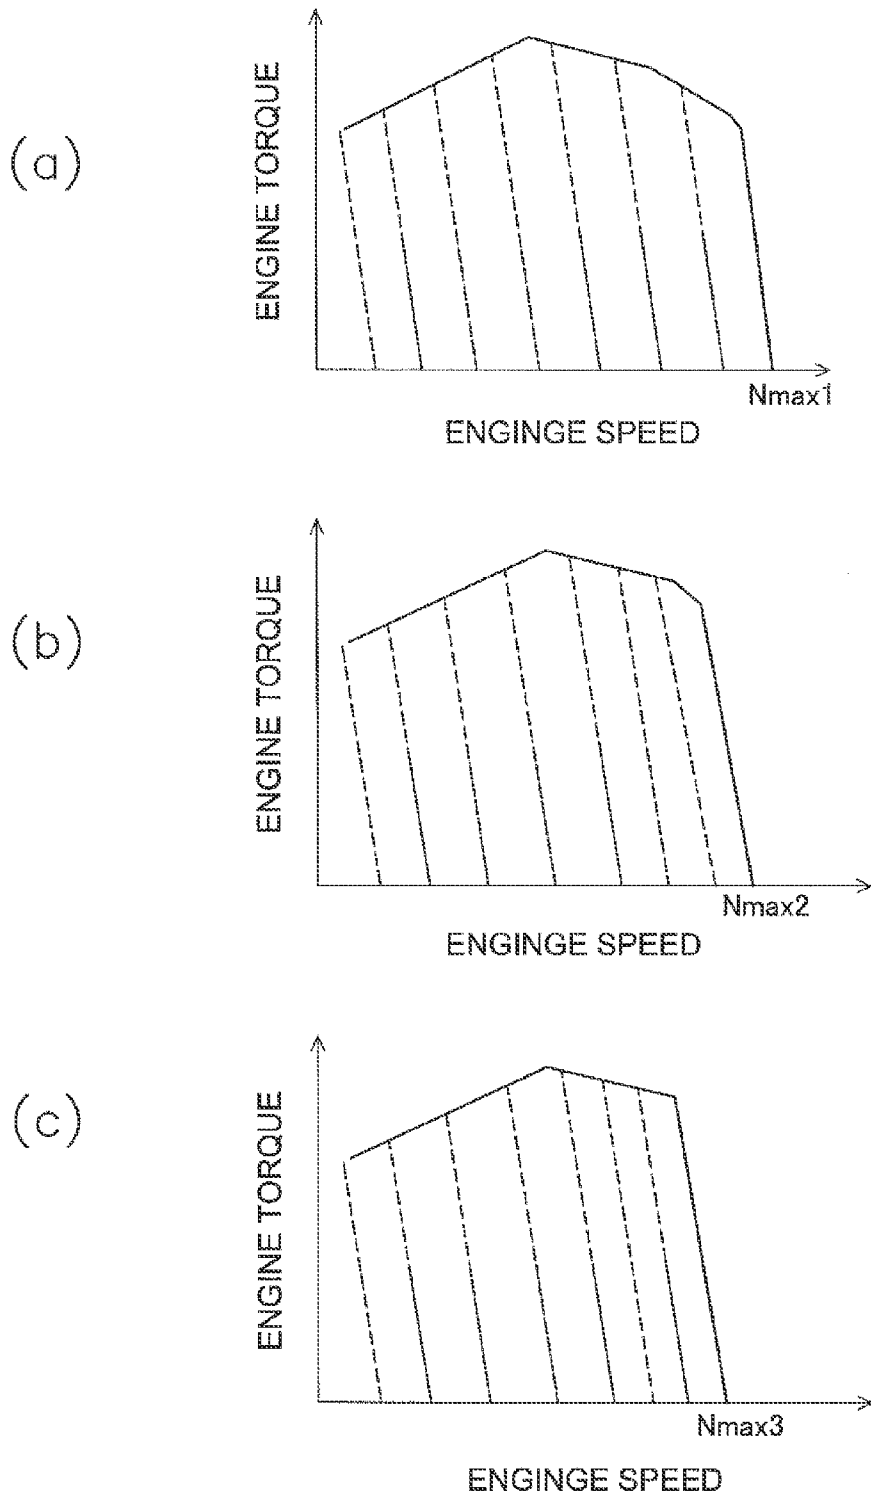 (a)
ENGINE TORQUE
Nmax1
ENGINGE SPEED
(b)
ENGINE TORQUE
Nmax2
ENGINGE SPEED
(c)
ENGINE TORQUE
Nmax3
ENGINGE SPEED